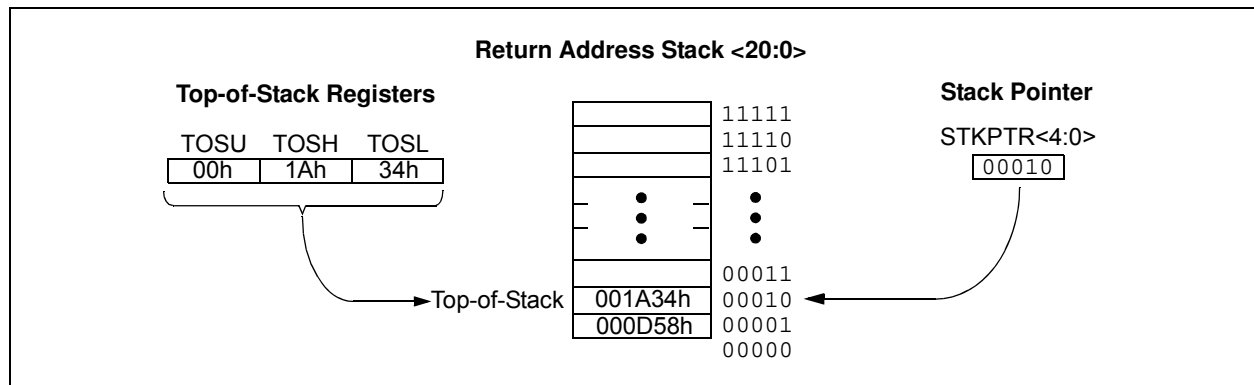 Return Address Stack <20:0>
Top-of-Stack Registers
Stack Pointer
TOSU TOSH TOSL
STKPTR<4:0>
00h 1Ah 34h
00010
11111
11110
11101
00011
Top-of-Stack 001A34h 00010
000D58h 00001
00000